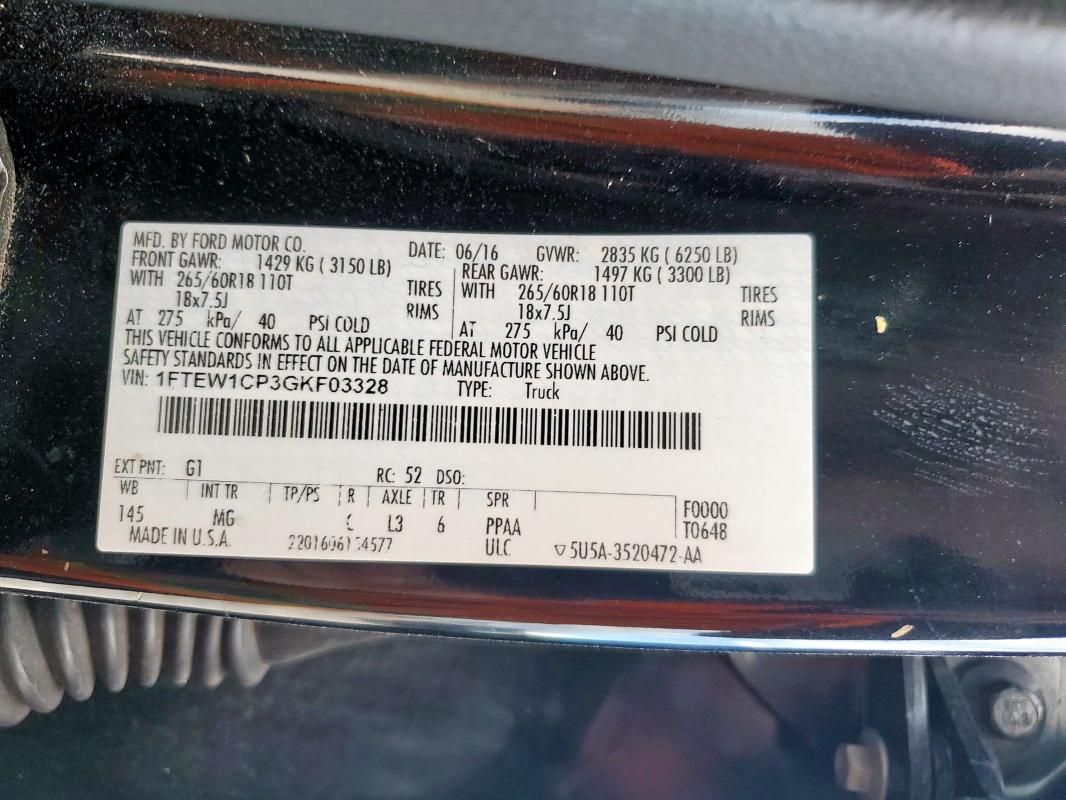 MFD. BY FORD MOTOR CO. DATE: 06/16 GVWR: 2835 KG ( 6250 LB)
FRONT GAWR: 1429 KG ( 3150 LB) REAR GAWR: 1497 KG ( 3300 LB)
WITH 265/60R18 110T TIRES WITH 265/60R18 110T TIRES
18x7.5J RIMS 18x7.5J RIMS
AT 275 kPa/ 40 PSI COLD AT 275 kPa/ 40 PSI COLD
THIS VEHICLE CONFORMS TO ALL APPLICABLE FEDERAL MOTOR VEHICLE
SAFETY STANDARDS IN EFFECT ON THE DATE OF MANUFACTURE SHOWN ABOVE.
VIN: 1FTEW1CP3GKF03328 TYPE: Truck
EXT PNT: G1 RC: 52 DSO:
WB INT TR TP/PS R AXLE TR SPR F0000
145 MG L3 6 PPAA T0648
MADE IN U.S.A. ULC ▽5U5A-3520472-AA